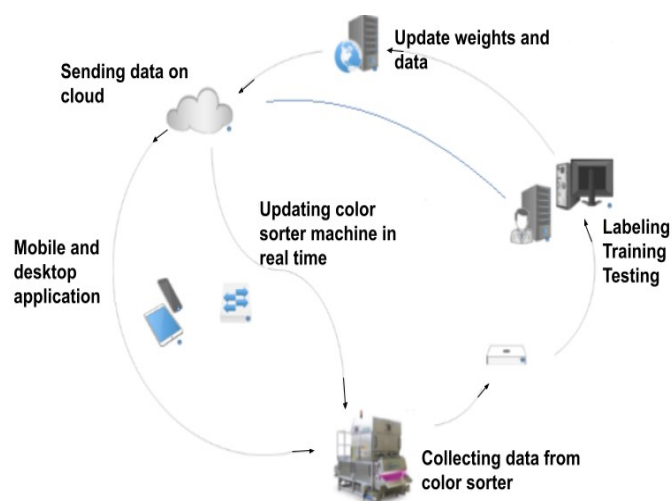 Update weights and
data
Sending data on
cloud
Updating color
sorter machine in
real time
Labeling
Training
Testing
Mobile and
desktop
application
Collecting data from
color sorter